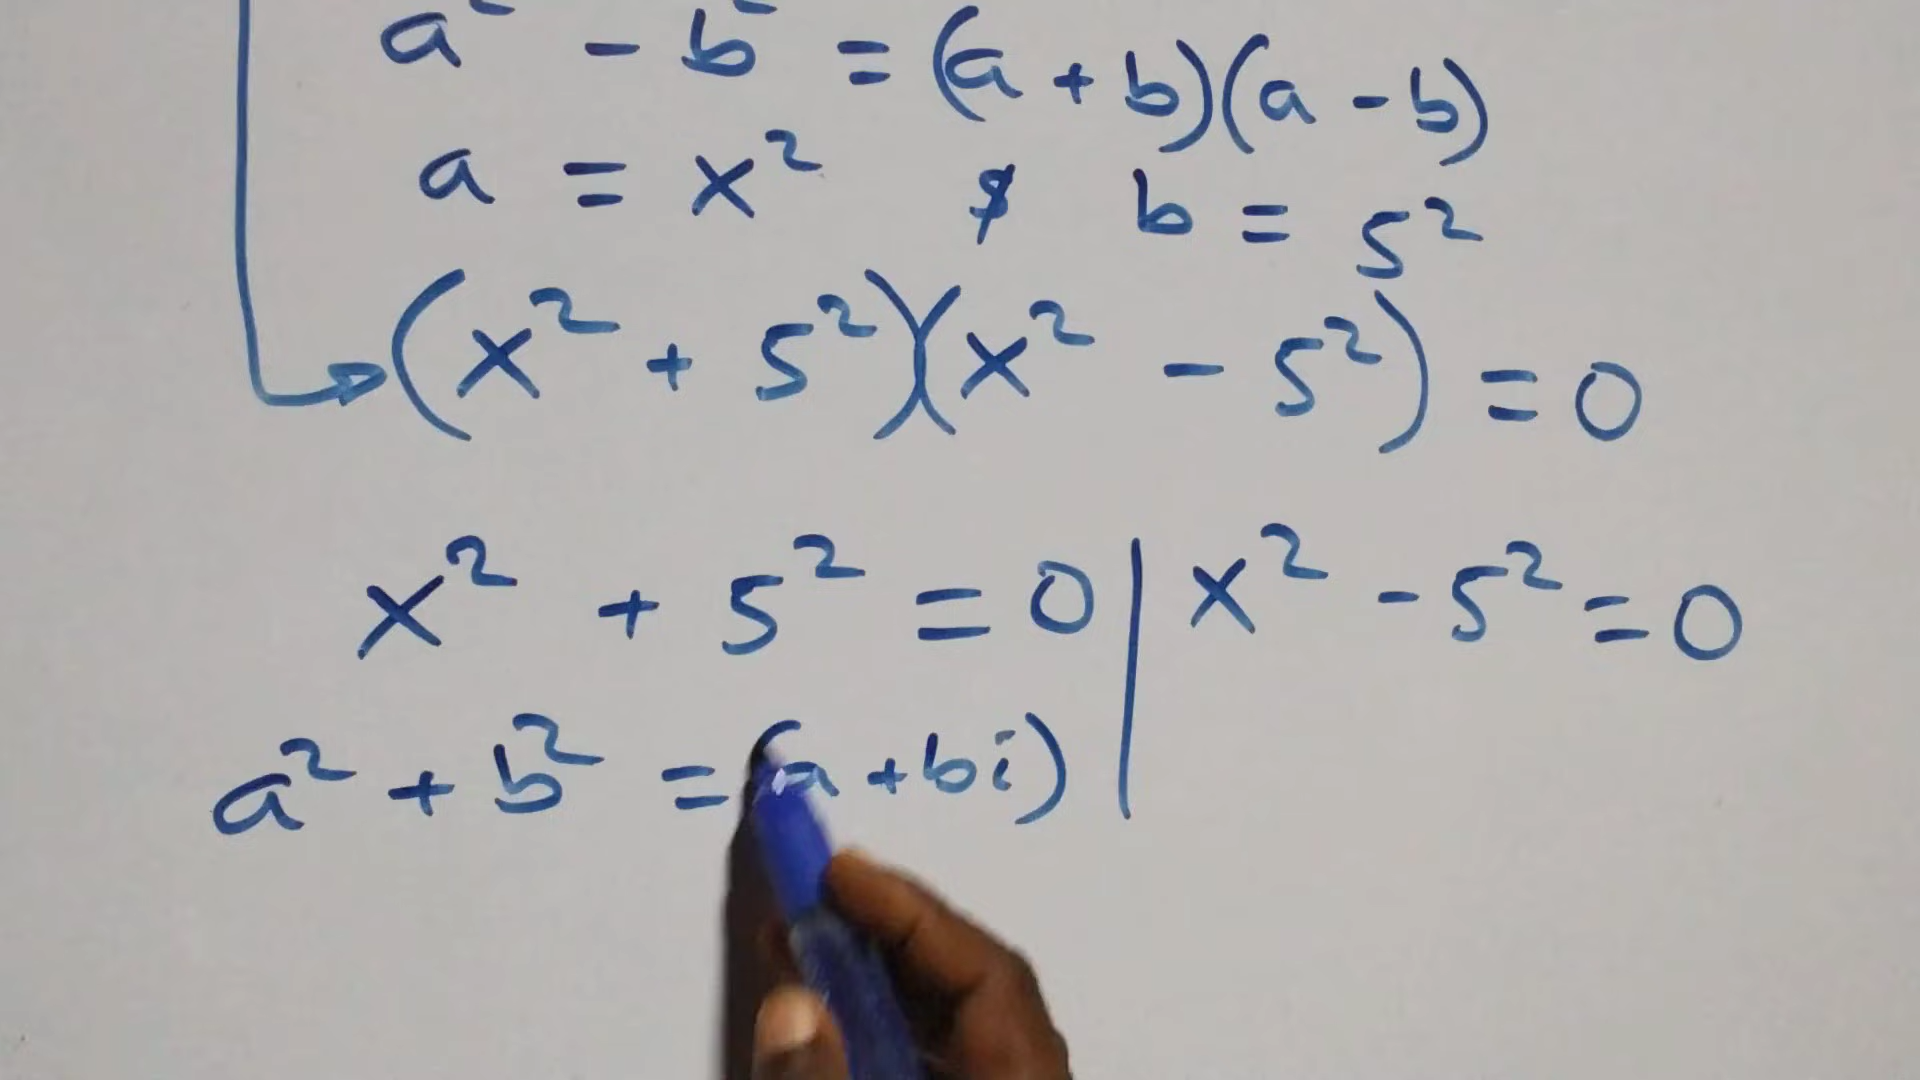 a² - b² = (a + b)(a - b)
a = x² & b = 5²
(x² + 5²)(x² - 5²) = 0
x² + 5² = 0 | x² - 5² = 0
a² + b² = (a + bi)